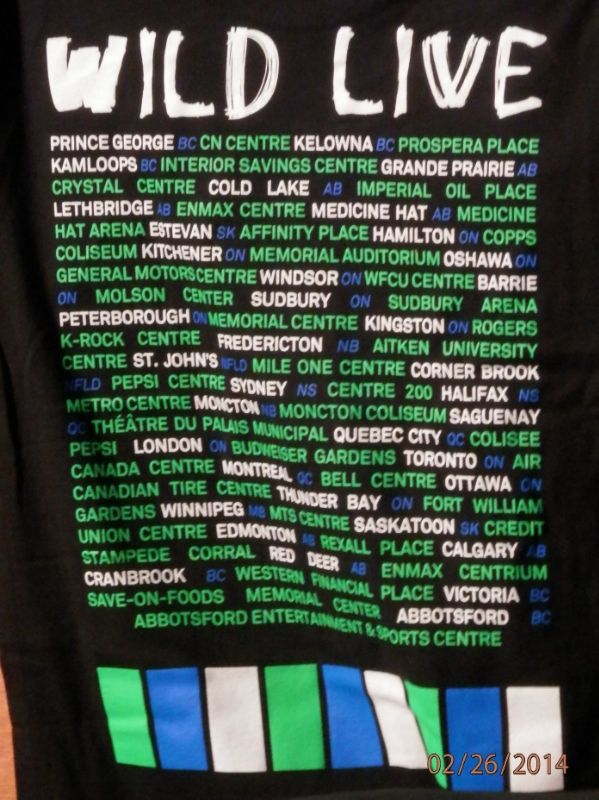 WILD LIVE
PRINCE GEORGE BC CN CENTRE KELOWNA BC PROSPERA PLACE
KAMLOOPS BC INTERIOR SAVINGS CENTRE GRANDE PRAIRIE AB
CRYSTAL CENTRE COLD LAKE AB IMPERIAL OIL PLACE
LETHBRIDGE AB ENMAX CENTRE MEDICINE HAT AB MEDICINE
HAT ARENA ESTEVAN SK AFFINITY PLACE HAMILTON ON COPPS
COLISEUM KITCHENER ON MEMORIAL AUDITORIUM OSHAWA ON
GENERAL MOTORS CENTRE WINDSOR ON WFCU CENTRE BARRIE
ON MOLSON CENTER SUDBURY ON SUDBURY ARENA
PETERBOROUGH ON MEMORIAL CENTRE KINGSTON ON ROGERS
K-ROCK CENTRE FREDERICTON NB AITKEN UNIVERSITY
CENTRE ST. JOHN'S NFLD MILE ONE CENTRE CORNER BROOK
NFLD PEPSI CENTRE SYDNEY NS CENTRE 200 HALIFAX NS
METRO CENTRE MONCTON NB MONCTON COLISEUM SAGUENAY
QC THÉÂTRE DU PALAIS MUNICIPAL QUEBEC CITY QC COLISEE
PEPSI LONDON ON BUDWEISER GARDENS TORONTO ON AIR
CANADA CENTRE MONTREAL QC BELL CENTRE OTTAWA ON
CANADIAN TIRE CENTRE THUNDER BAY ON FORT WILLIAM
GARDENS WINNIPEG MB MTS CENTRE SASKATOON SK CREDIT
UNION CENTRE EDMONTON AB REXALL PLACE CALGARY AB
STAMPEDE CORRAL RED DEER AB ENMAX CENTRIUM
CRANBROOK BC WESTERN FINANCIAL PLACE VICTORIA BC
SAVE-ON-FOODS MEMORIAL CENTER ABBOTSFORD BC
ABBOTSFORD ENTERTAINMENT & SPORTS CENTRE
02/26/2014